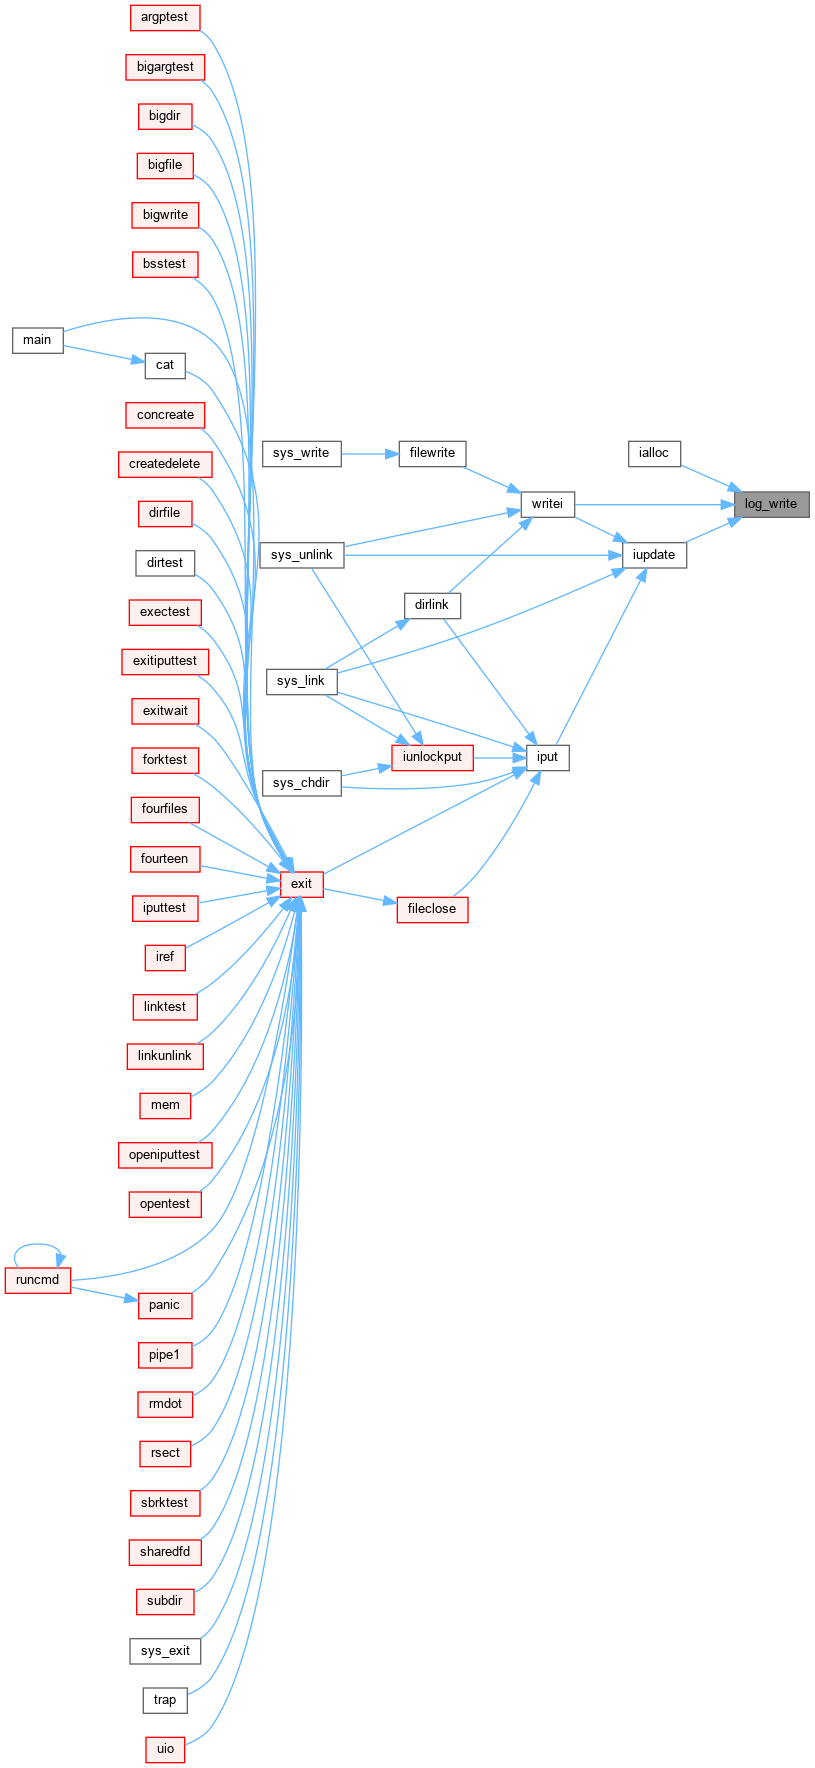 argptest
bigargtest
bigdir
bigfile
bigwrite
bsstest
main
cat
concreate
sys_write
filewrite
ialloc
createdelete
writei
log_write
dirfile
sys_unlink
iupdate
dirtest
dirlink
exectest
exitiputtest
sys_link
exitwait
forktest
iunlockput
iput
sys_chdir
fourfiles
fourteen
exit
iputtest
fileclose
iref
linktest
linkunlink
mem
openiputtest
opentest
runcmd
panic
pipe1
rmdot
rsect
sbrktest
sharedfd
subdir
sys_exit
trap
uio